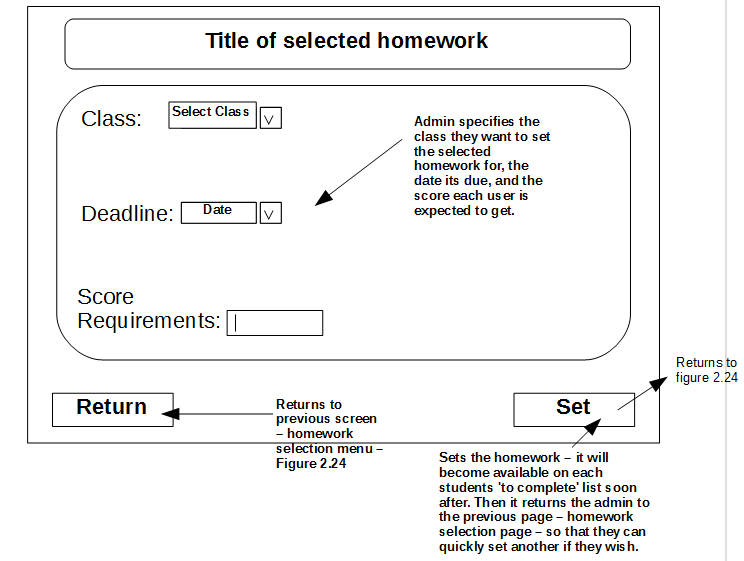 Title of selected homework
Class:
Select Class
V
Admin specifies the
class they want to set
the selected
homework for, the
date its due, and the
score each user is
expected to get.
Deadline:
Date
V
Score
Requirements:
Returns to
figure 2.24
Return
Returns to
previous screen
– homework
selection menu –
Figure 2.24
Set
Sets the homework – it will
become available on each
students 'to complete' list soon
after. Then it returns the admin to
the previous page – homework
selection page – so that they can
quickly set another if they wish.